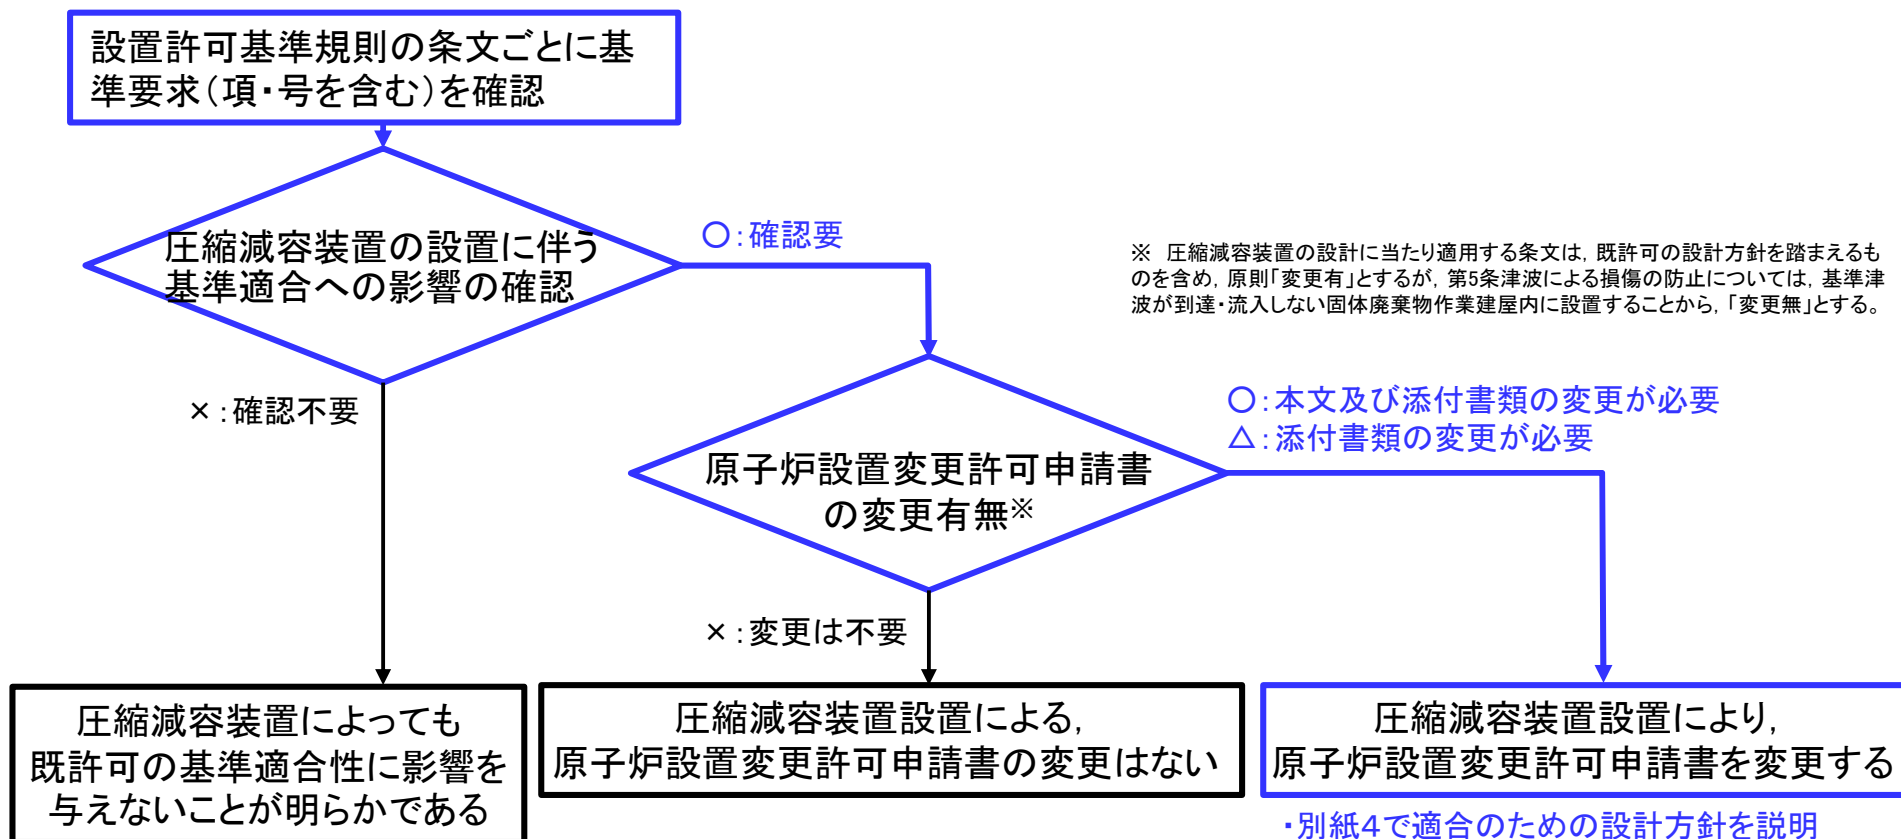 設置許可基準規則の条文ごとに基
準要求（項・号を含む）を確認
圧縮減容装置の設置に伴う
基準適合への影響の確認
○：確認要
※　圧縮減容装置の設計に当たり適用する条文は，既許可の設計方針を踏まえるも
のを含め，原則「変更有」とするが，第5条津波による損傷の防止については，基準津
波が到達・流入しない固体廃棄物作業建屋内に設置することから，「変更無」とする。
×：確認不要
○：本文及び添付書類の変更が必要
△：添付書類の変更が必要
原子炉設置変更許可申請書
の変更有無※
×：変更は不要
圧縮減容装置によっても
既許可の基準適合性に影響を
与えないことが明らかである
圧縮減容装置設置による，
原子炉設置変更許可申請書の変更はない
圧縮減容装置設置により，
原子炉設置変更許可申請書を変更する
・別紙４で適合のための設計方針を説明